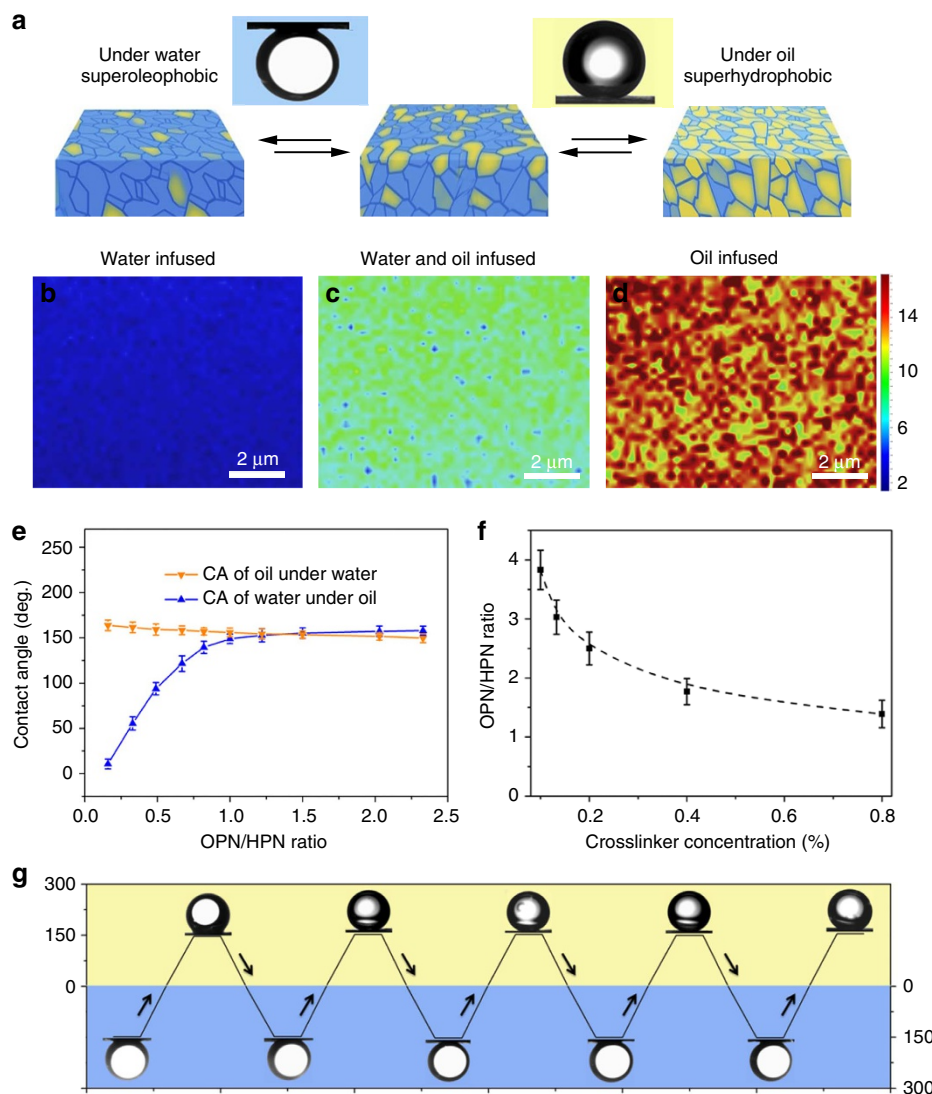 a
Under water
superoleophobic
Under oil
superhydrophobic
Water infused
Water and oil infused
Oil infused
b
c
d
2 μm
2 μm
2 μm
14
10
6
2
e
250
200
150
100
50
0
Contact angle (deg.)
CA of oil under water
CA of water under oil
0.0 0.5 1.0 1.5 2.0 2.5
OPN/HPN ratio
f
4
3
2
1
0
OPN/HPN ratio
0.2 0.4 0.6 0.8
Crosslinker concentration (%)
g
300
150
0
0
150
300